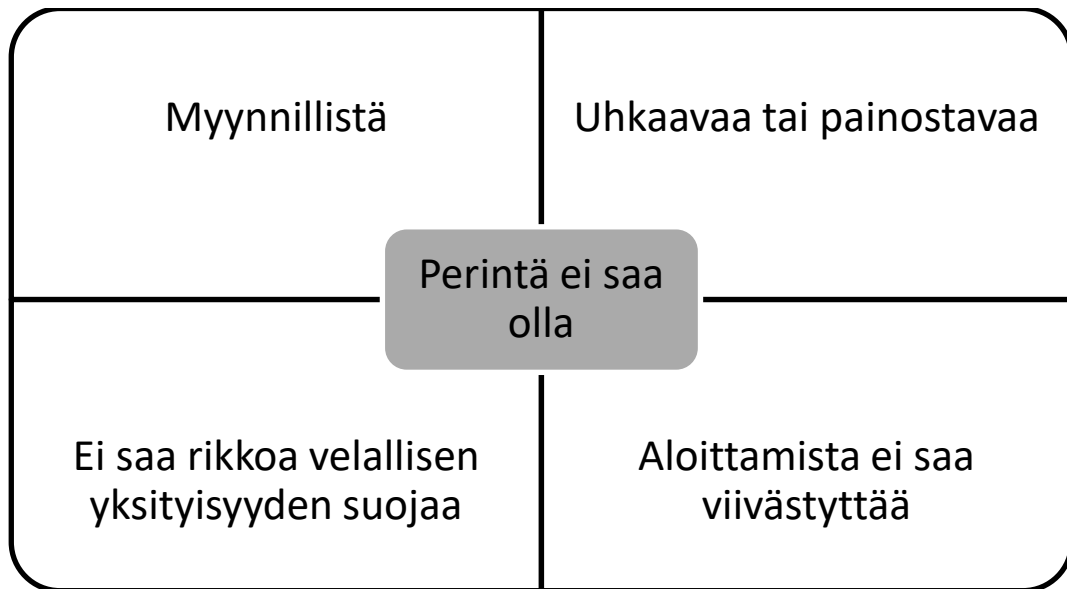 Myynnillistä
Uhkaavaa tai painostavaa
Perintä ei saa
olla
Ei saa rikkoa velallisen
yksityisyyden suojaa
Aloittamista ei saa
viivästyttää